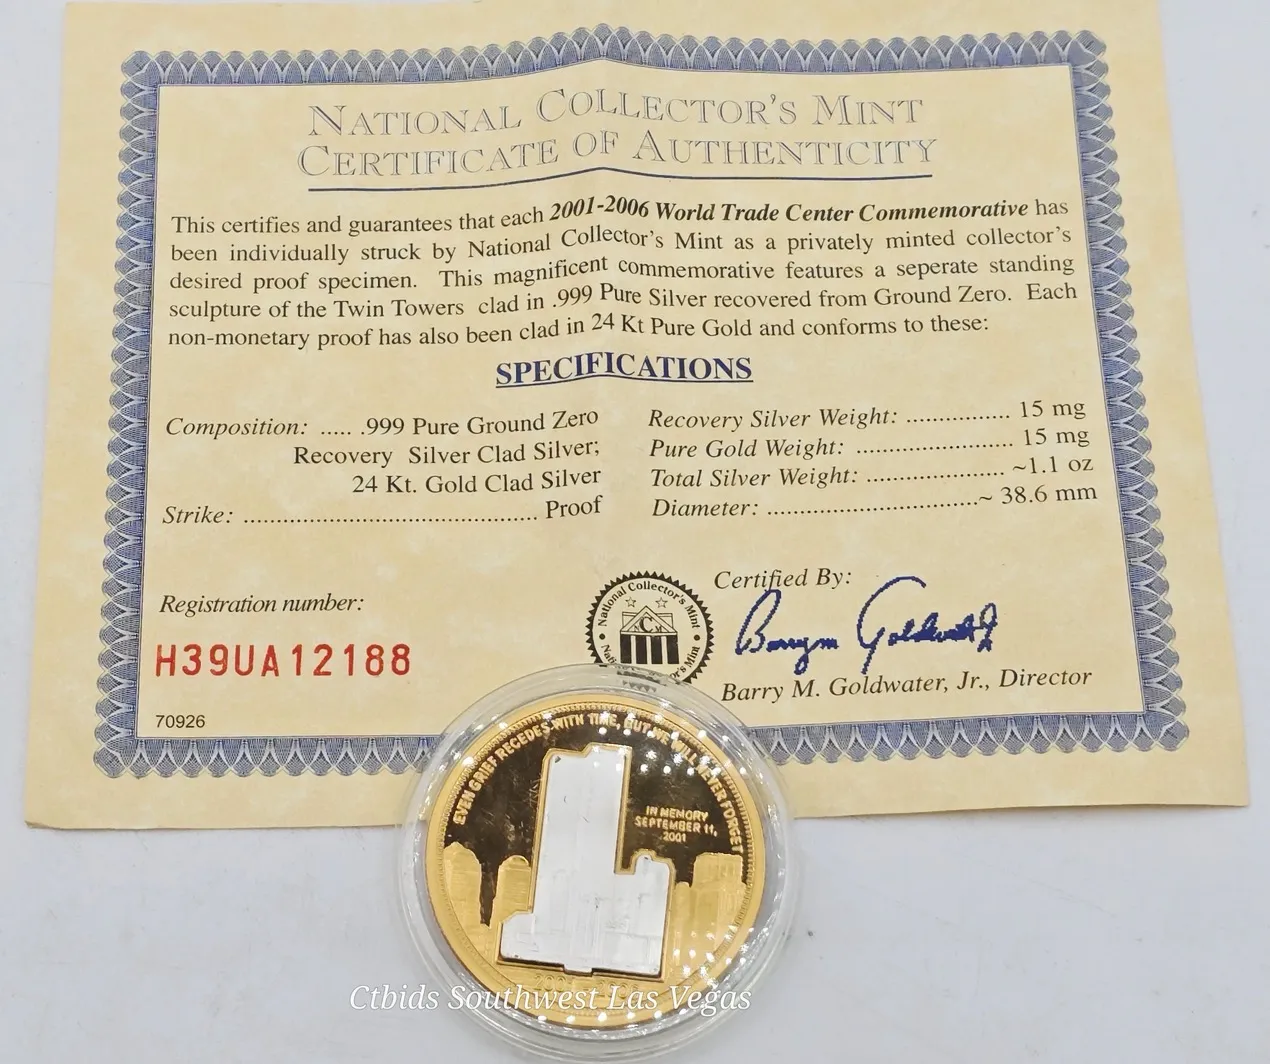 NATIONAL COLLECTOR'S MINT
CERTIFICATE OF AUTHENTICITY
This certifies and guarantees that each 2001-2006 World Trade Center Commemorative has
been individually struck by National Collector's Mint as a privately minted collector's
desired proof specimen. This magnificent commemorative features a seperate standing
sculpture of the Twin Towers clad in .999 Pure Silver recovered from Ground Zero. Each
non-monetary proof has also been clad in 24 Kt Pure Gold and conforms to these:
SPECIFICATIONS
Composition: ..... .999 Pure Ground Zero
Recovery Silver Clad Silver;
24 Kt. Gold Clad Silver
Strike: ........................................ Proof
Recovery Silver Weight: .............. 15 mg
Pure Gold Weight: ..................... 15 mg
Total Silver Weight: .................. ~1.1 oz
Diameter: ...............................~ 38.6 mm
Registration number:
H39UA12188
70926
National Collector's Mint
NCM
Certified By:
Barry M Goldwater Jr
Barry M. Goldwater, Jr., Director
EVEN GRIEF RECEDES WITH TIME, BUT WE WILL NEVER FORGET
IN MEMORY
SEPTEMBER 11,
2001
Ctbids Southwest Las Vegas